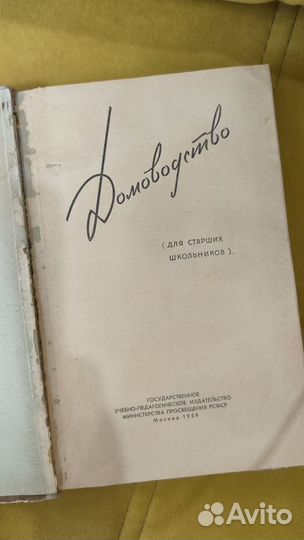 Домоводство
(ДЛЯ СТАРШИХ
ШКОЛЬНИКОВ).
ГОСУДАРСТВЕННОЕ
УЧЕБНО-ПЕДАГОГИЧЕСКОЕ ИЗДАТЕЛЬСТВО
МИНИСТЕРСТВА ПРОСВЕЩЕНИЯ РСФСР
Москва 1959
Avito